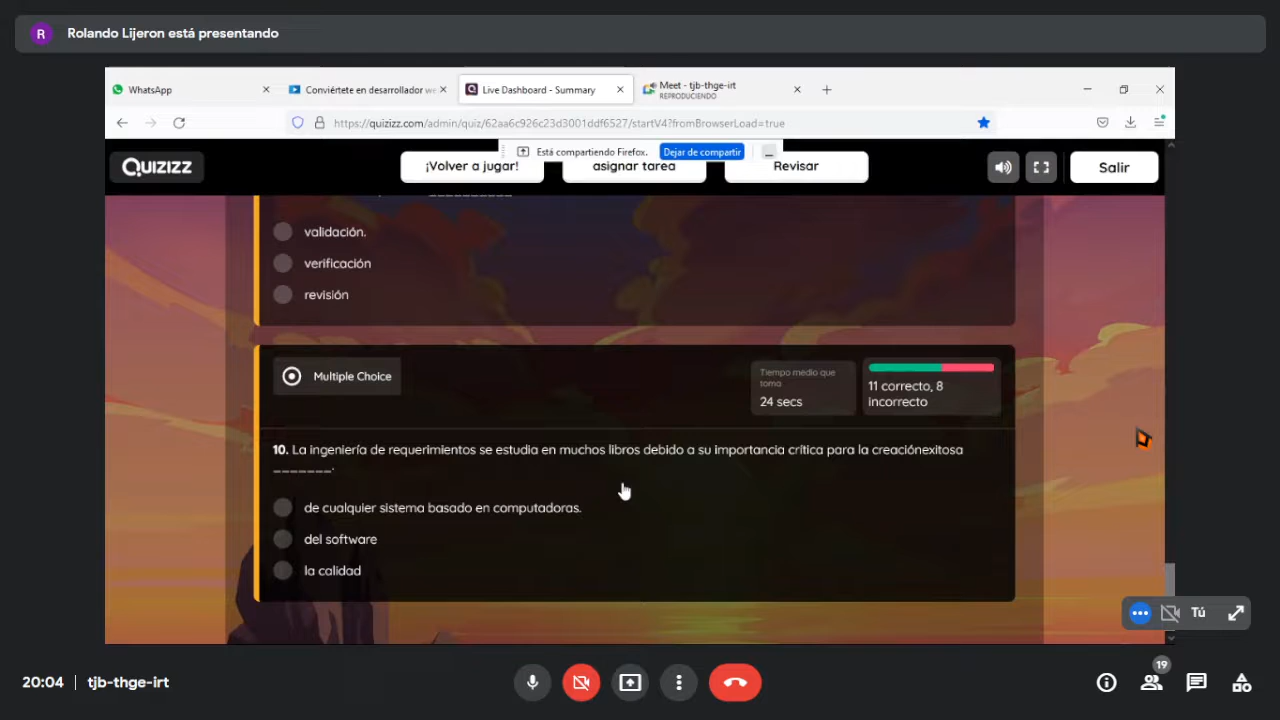 R Rolando Lijeron está presentando
WhatsApp
Conviértete en desarrollador we
Live Dashboard - Summary
Meet - tjb-thge-irt
REPRODUCIENDO
https://quizizz.com/admin/quiz/62aa6c926c23d3001ddf6527/startV4?fromBrowserLoad=true
Está compartiendo Firefox. Dejar de compartir
Quizizz
¡Volver a jugar!
asignar tarea
Revisar
Salir
validación.
verificación
revisión
Multiple Choice
Tiempo medio que
toma
24 secs
11 correcto, 8
incorrecto
10. La ingeniería de requerimientos se estudia en muchos libros debido a su importancia crítica para la creaciónexitosa
_______.
de cualquier sistema basado en computadoras.
del software
la calidad
Tú
20:04 | tjb-thge-irt
19